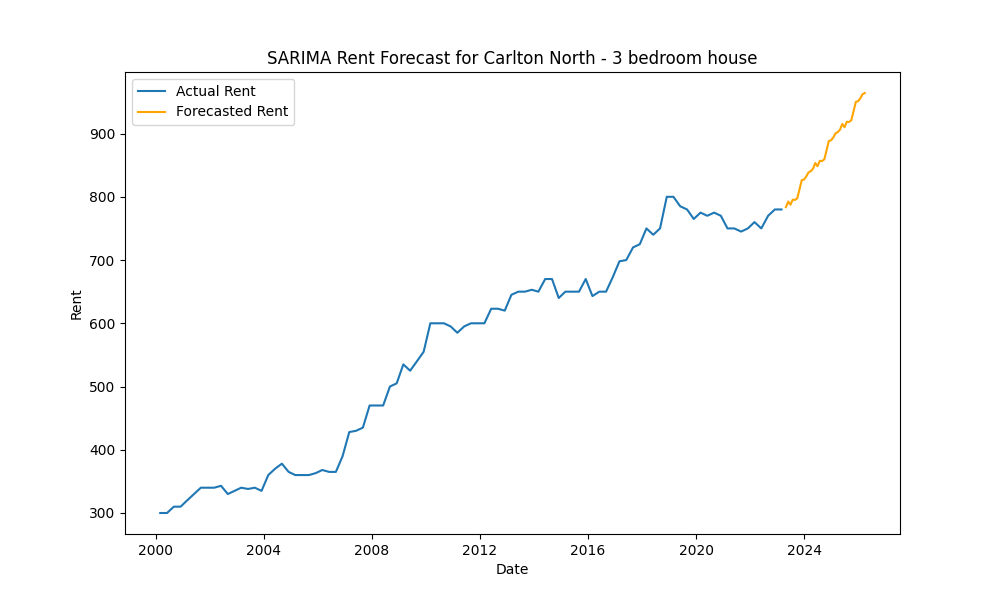 SARIMA Rent Forecast for Carlton North - 3 bedroom house
Actual Rent
Forecasted Rent
900
800
700
600
500
400
300
Rent
2000 2004 2008 2012 2016 2020 2024
Date